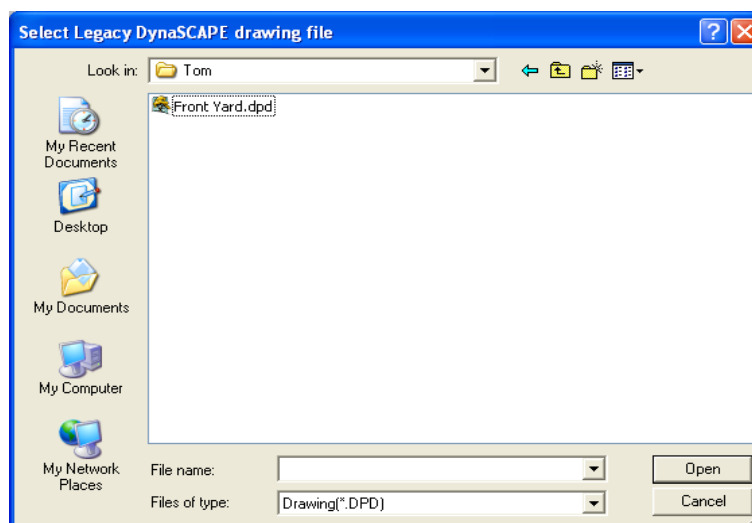 Select Legacy DynaSCAPE drawing file
Look in:
Tom
Front Yard.dpd
My Recent
Documents
Desktop
My Documents
My Computer
My Network
Places
File name:
Open
Files of type:
Drawing(*.DPD)
Cancel